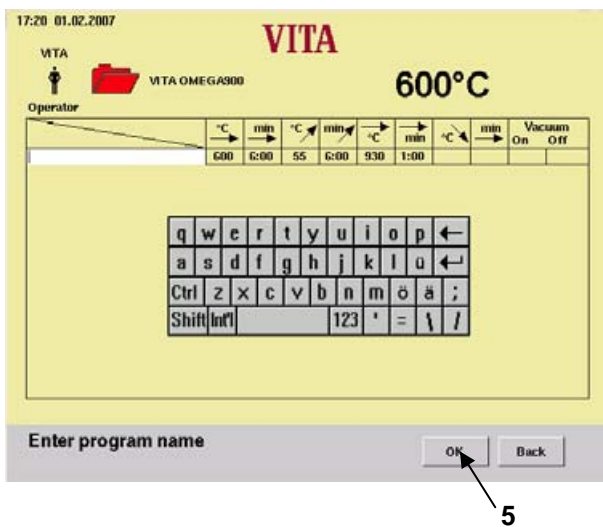 17:20 01.02.2007
VITA
VITA
VITA OMEGA900
600°C
Operator
°C min °C min °C min °C min Vacuum
On Off
600 6:00 55 6:00 930 1:00
q w e r t y u i o p ←
a s d f g h j k l ü ↵
Ctrl z x c v b n m ö ä ;
Shift Int'l 123 ' = \ /
Enter program name
OK Back
5